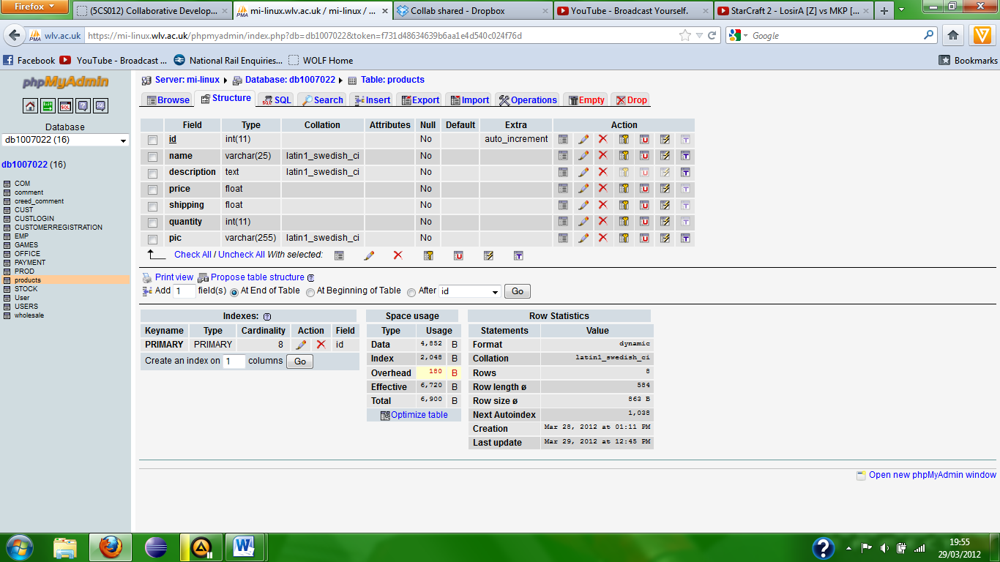 Firefox
(5CS012) Collaborative Develop...
mi-linux.wlv.ac.uk / mi-linux / ...
Collab shared - Dropbox
YouTube - Broadcast Yourself.
StarCraft 2 - LosirA [Z] vs MKP [...
wlv.ac.uk
https://mi-linux.wlv.ac.uk/phpmyadmin/index.php?db=db1007022&token=f731d48634639b6aa1e4d540c024f76d
Google
Facebook YouTube - Broadcast ... National Rail Enquiries... WOLF Home Bookmarks
phpMyAdmin
Database
db1007022 (16)
db1007022 (16)
COM
comment
creed_comment
CUST
CUSTLOGIN
CUSTOMERREGISTRATION
EMP
GAMES
OFFICE
PAYMENT
PROD
products
STOCK
User
USERS
wholesale
Server: mi-linux Database: db1007022 Table: products
Browse Structure SQL Search Insert Export Import Operations Empty Drop
Field Type Collation Attributes Null Default Extra Action
id int(11) No auto_increment
name varchar(25) latin1_swedish_ci No
description text latin1_swedish_ci No
price float No
shipping float No
quantity int(11) No
pic varchar(255) latin1_swedish_ci No
Check All / Uncheck All With selected:
Print view Propose table structure
Add 1 field(s) At End of Table At Beginning of Table After id Go
Indexes:
Keyname Type Cardinality Action Field
PRIMARY PRIMARY 8 id
Create an index on 1 columns Go
Space usage
Type Usage
Data 4,852 B
Index 2,048 B
Overhead 180 B
Effective 6,720 B
Total 6,900 B
Optimize table
Row Statistics
Statements Value
Format dynamic
Collation latin1_swedish_ci
Rows 8
Row length ø 584
Row size ø 863 B
Next Autoindex 1,038
Creation Mar 28, 2012 at 01:11 PM
Last update Mar 29, 2012 at 12:45 PM
Open new phpMyAdmin window
19:55
29/03/2012